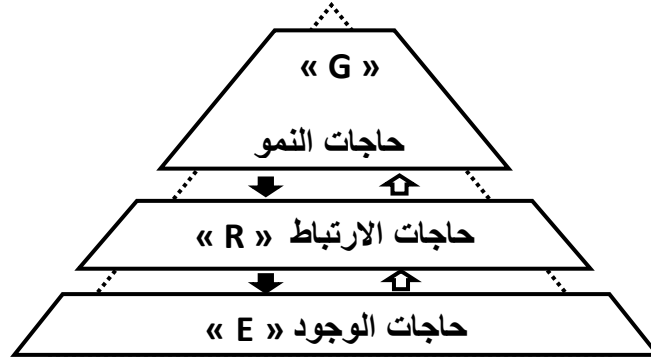 « G »
حاجات النمو
حاجات الارتباط « R »
حاجات الوجود « E »